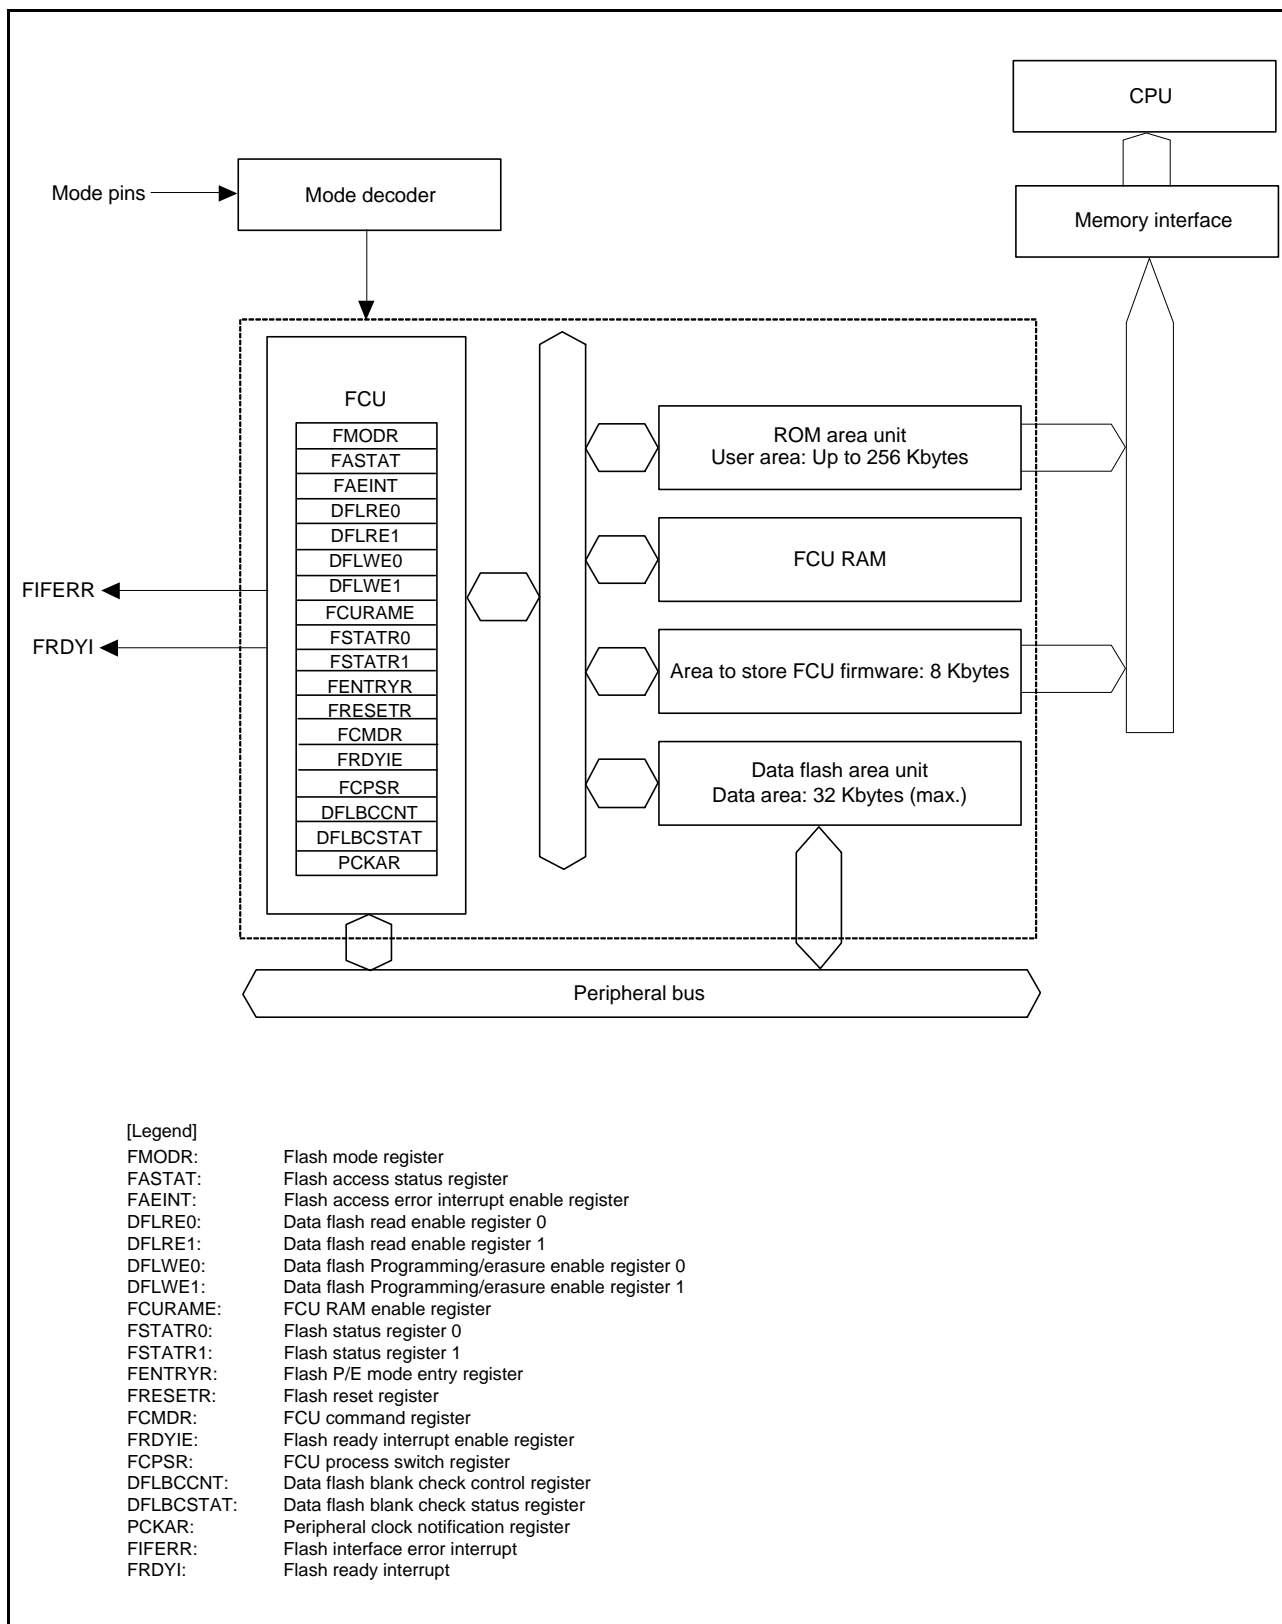 CPU
Mode pins
Mode decoder
Memory interface
FCU
FMODR
FASTAT
FAEINT
DFLRE0
DFLRE1
DFLWE0
DFLWE1
FCURAME
FSTATR0
FSTATR1
FENTRYR
FRESETR
FCMDR
FRDYIE
FCPSR
DFLBCCNT
DFLBCSTAT
PCKAR
FIFERR
FRDYI
ROM area unit
User area: Up to 256 Kbytes
FCU RAM
Area to store FCU firmware: 8 Kbytes
Data flash area unit
Data area: 32 Kbytes (max.)
Peripheral bus
[Legend]
FMODR: Flash mode register
FASTAT: Flash access status register
FAEINT: Flash access error interrupt enable register
DFLRE0: Data flash read enable register 0
DFLRE1: Data flash read enable register 1
DFLWE0: Data flash Programming/erasure enable register 0
DFLWE1: Data flash Programming/erasure enable register 1
FCURAME: FCU RAM enable register
FSTATR0: Flash status register 0
FSTATR1: Flash status register 1
FENTRYR: Flash P/E mode entry register
FRESETR: Flash reset register
FCMDR: FCU command register
FRDYIE: Flash ready interrupt enable register
FCPSR: FCU process switch register
DFLBCCNT: Data flash blank check control register
DFLBCSTAT: Data flash blank check status register
PCKAR: Peripheral clock notification register
FIFERR: Flash interface error interrupt
FRDYI: Flash ready interrupt